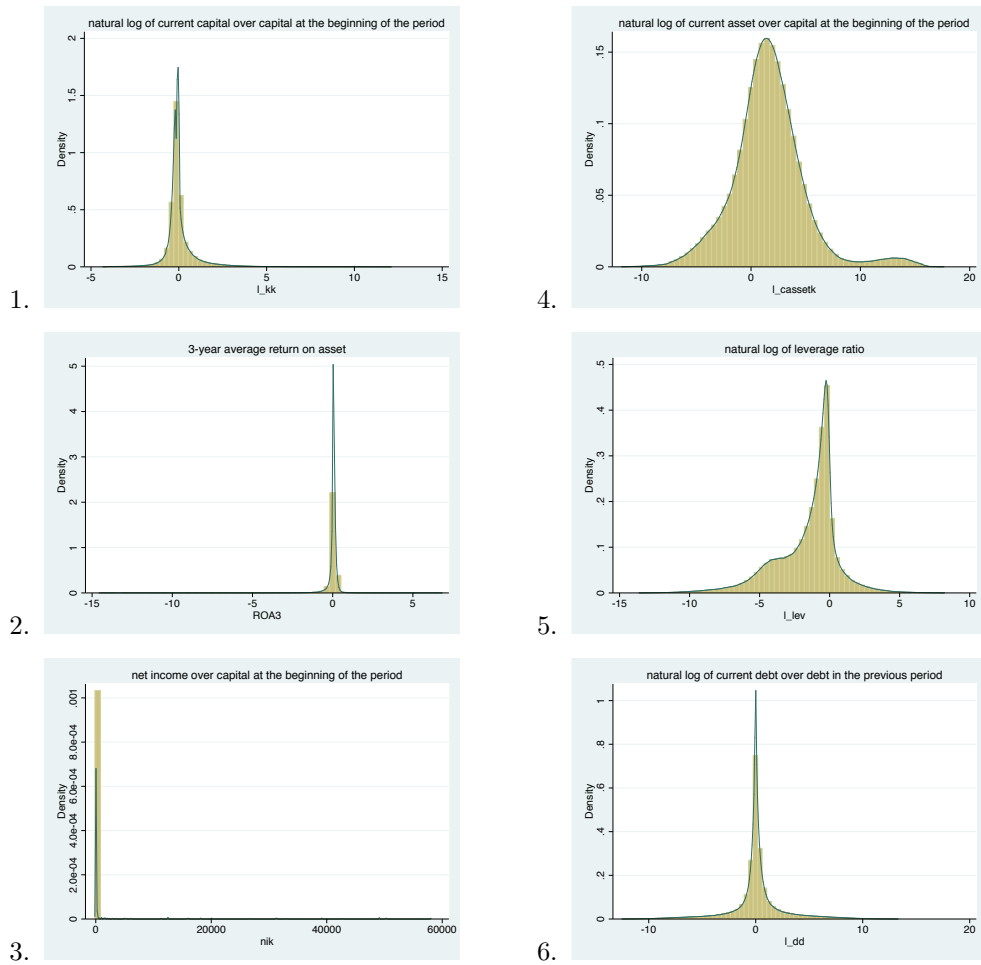 natural log of current capital over capital at the beginning of the period
2
1.5
1
.5
0
Density
-5 0 5 10 15
l_kk
1.
3-year average return on asset
5
4
3
2
1
0
Density
-15 -10 -5 0 5
ROA3
2.
net income over capital at the beginning of the period
.001
8.0e-04
6.0e-04
4.0e-04
2.0e-04
0
Density
0 20000 40000 60000
nik
3.
natural log of current asset over capital at the beginning of the period
.15
.1
.05
0
Density
-10 0 10 20
l_cassetk
4.
natural log of leverage ratio
.5
.4
.3
.2
.1
0
Density
-15 -10 -5 0 5 10
l_lev
5.
natural log of current debt over debt in the previous period
1
.8
.6
.4
.2
0
Density
-10 0 10 20
l_dd
6.